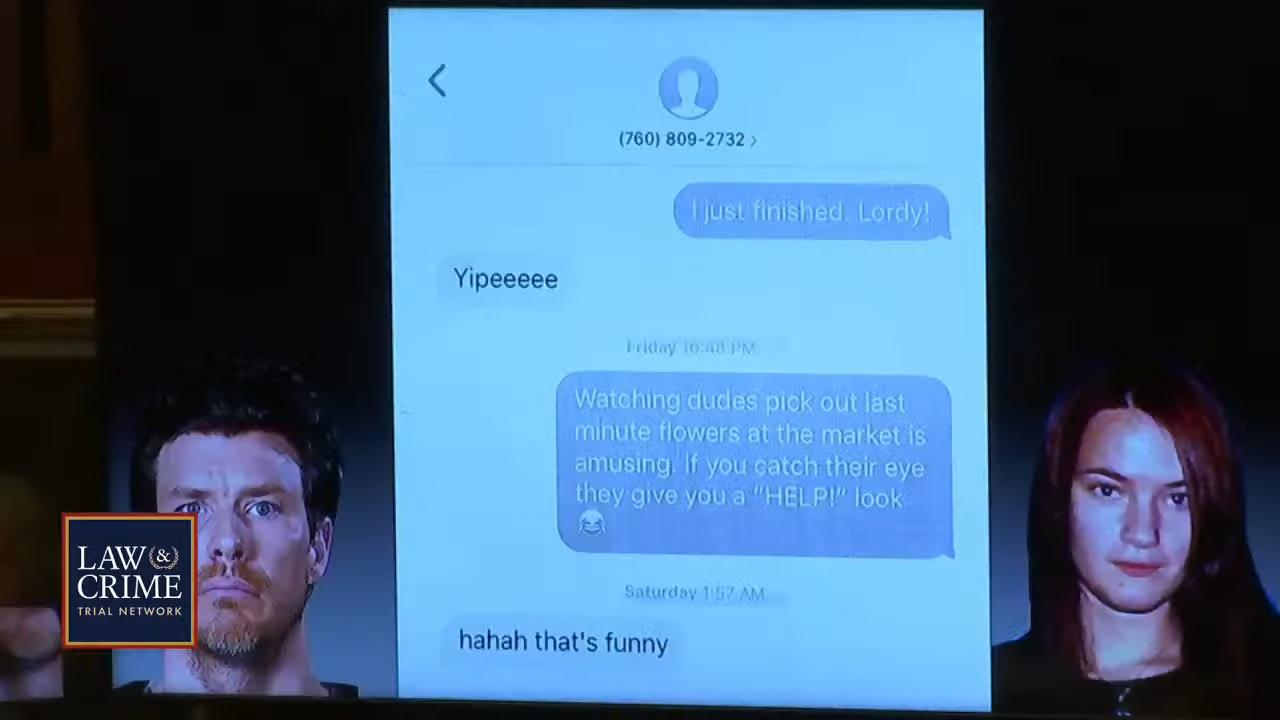 (760) 809-2732 >
I just finished. Lordy!
Yipeeeee
Friday 10:48 PM
Watching dudes pick out last
minute flowers at the market is
amusing. If you catch their eye
they give you a "HELP!" look
😂
Saturday 1:57 AM
hahah that's funny
LAW &
CRIME
TRIAL NETWORK